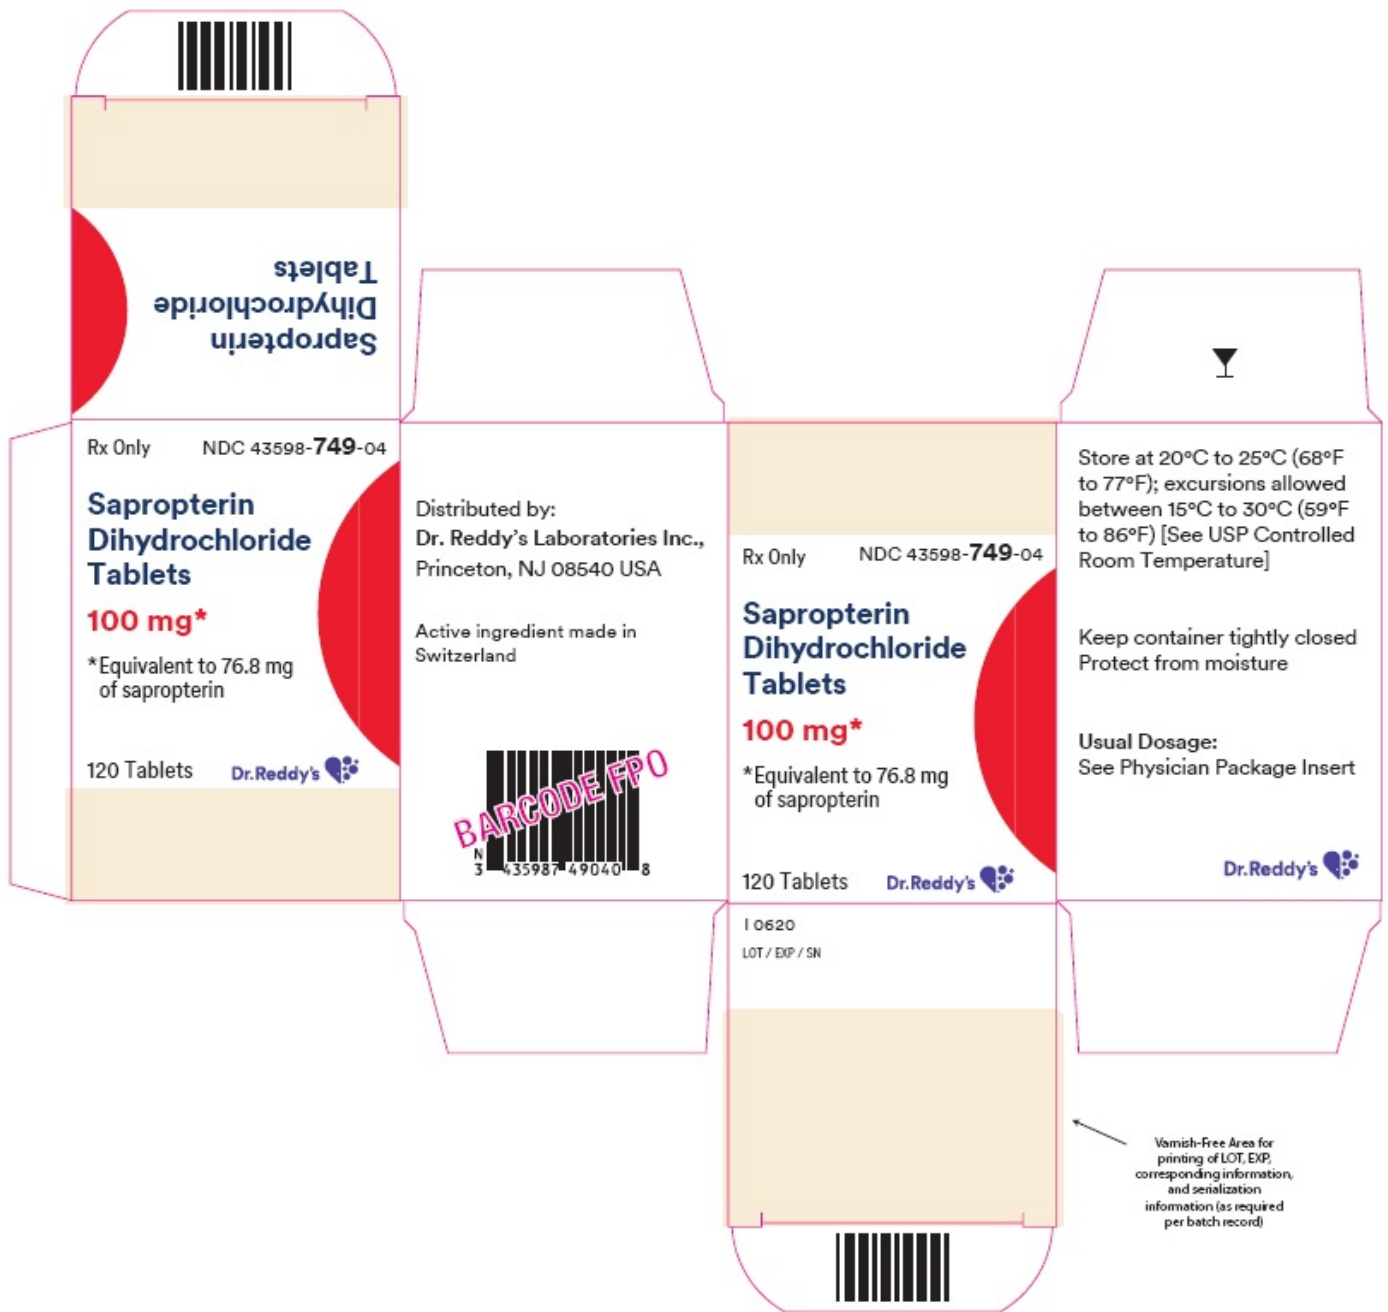 Sapropterin
Dihydrochloride
Tablets
Rx Only NDC 43598-749-04
Sapropterin
Dihydrochloride
Tablets
100 mg*
*Equivalent to 76.8 mg
of sapropterin
120 Tablets Dr.Reddy's
Distributed by:
Dr. Reddy's Laboratories Inc.,
Princeton, NJ 08540 USA
Active ingredient made in
Switzerland
BARCODE FPO
N
3 435987 49040 8
Rx Only NDC 43598-749-04
Sapropterin
Dihydrochloride
Tablets
100 mg*
*Equivalent to 76.8 mg
of sapropterin
120 Tablets Dr.Reddy's
I 0620
LOT / EXP / SN
Store at 20°C to 25°C (68°F
to 77°F); excursions allowed
between 15°C to 30°C (59°F
to 86°F) [See USP Controlled
Room Temperature]
Keep container tightly closed
Protect from moisture
Usual Dosage:
See Physician Package Insert
Dr.Reddy's
Varnish-Free Area for
printing of LOT, EXP,
corresponding information,
and serialization
information (as required
per batch record)